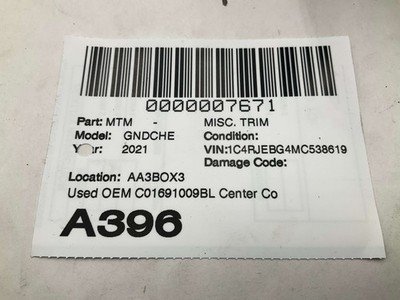 0000007671
Part: MTM - MISC. TRIM
Model: GNDCHE Condition:
Year: 2021 VIN:1C4RJEBG4MC538619
Damage Code:
Location: AA3BOX3
Used OEM C01691009BL Center Co
A396